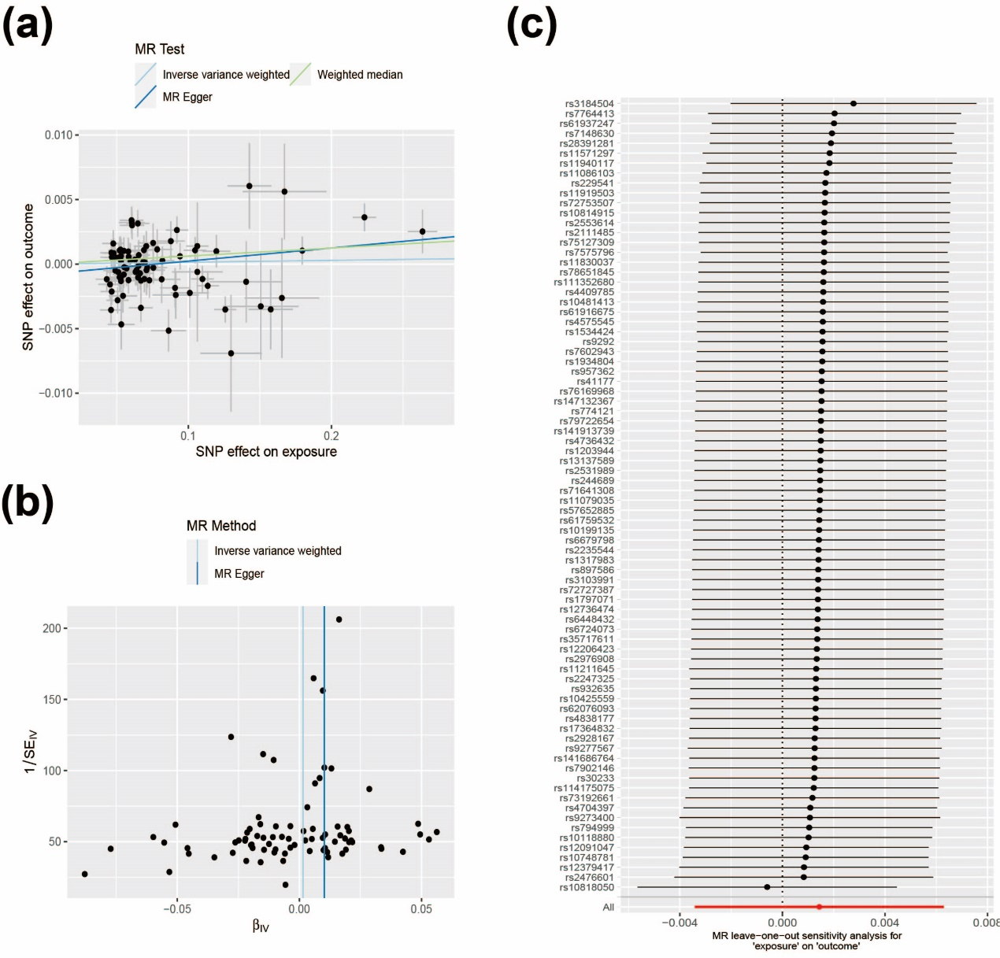 (a)
MR Test
Inverse variance weighted
Weighted median
MR Egger
0.010
0.005
0.000
−0.005
−0.010
SNP effect on outcome
0.1
0.2
SNP effect on exposure
(b)
MR Method
Inverse variance weighted
MR Egger
200
150
100
50
1/SEIV
−0.05
0.00
0.05
βIV
(c)
rs3184504
rs7764413
rs61937247
rs7148630
rs28391281
rs11571297
rs11940117
rs11086103
rs229541
rs11919503
rs72753507
rs10814915
rs2553614
rs2111485
rs75127309
rs7575796
rs11830037
rs78651845
rs111352680
rs4409785
rs10481413
rs61916675
rs4575545
rs1534424
rs9292
rs7602943
rs1934804
rs957362
rs41177
rs76169968
rs147132367
rs774121
rs79722654
rs141913739
rs4736432
rs1203944
rs13137589
rs2531989
rs244689
rs71641308
rs11079035
rs57652885
rs61759532
rs10199135
rs6679798
rs2235544
rs1317983
rs897586
rs3103991
rs72727387
rs1797071
rs12736474
rs6448432
rs6724073
rs35717611
rs12206423
rs2976908
rs11211645
rs2247325
rs932635
rs10425559
rs62076093
rs4838177
rs17364832
rs2928167
rs9277567
rs141686764
rs7902146
rs30233
rs114175075
rs73192661
rs4704397
rs9273400
rs794999
rs10118880
rs12091047
rs10748781
rs12379417
rs2476601
rs10818050
All
−0.004
0.000
0.004
0.008
MR leave−one−out sensitivity analysis for
'exposure' on 'outcome'